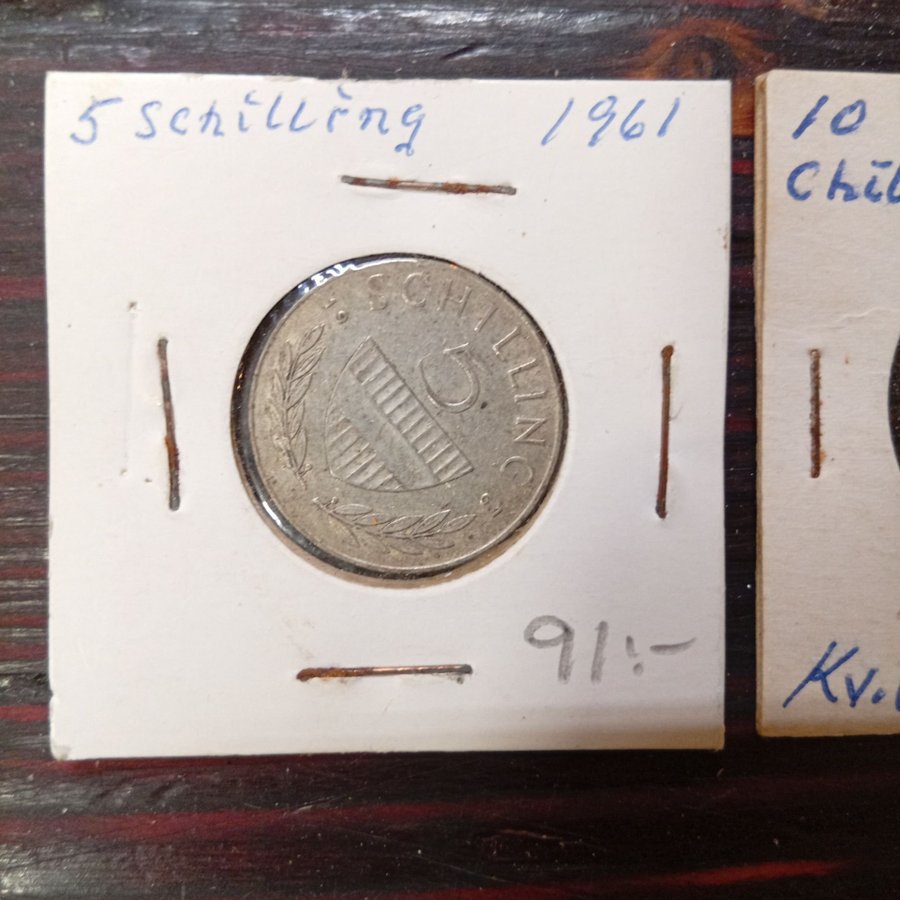 5 Schilling 1961
SCHILLING
5
91:-
10
Chil
Kv.